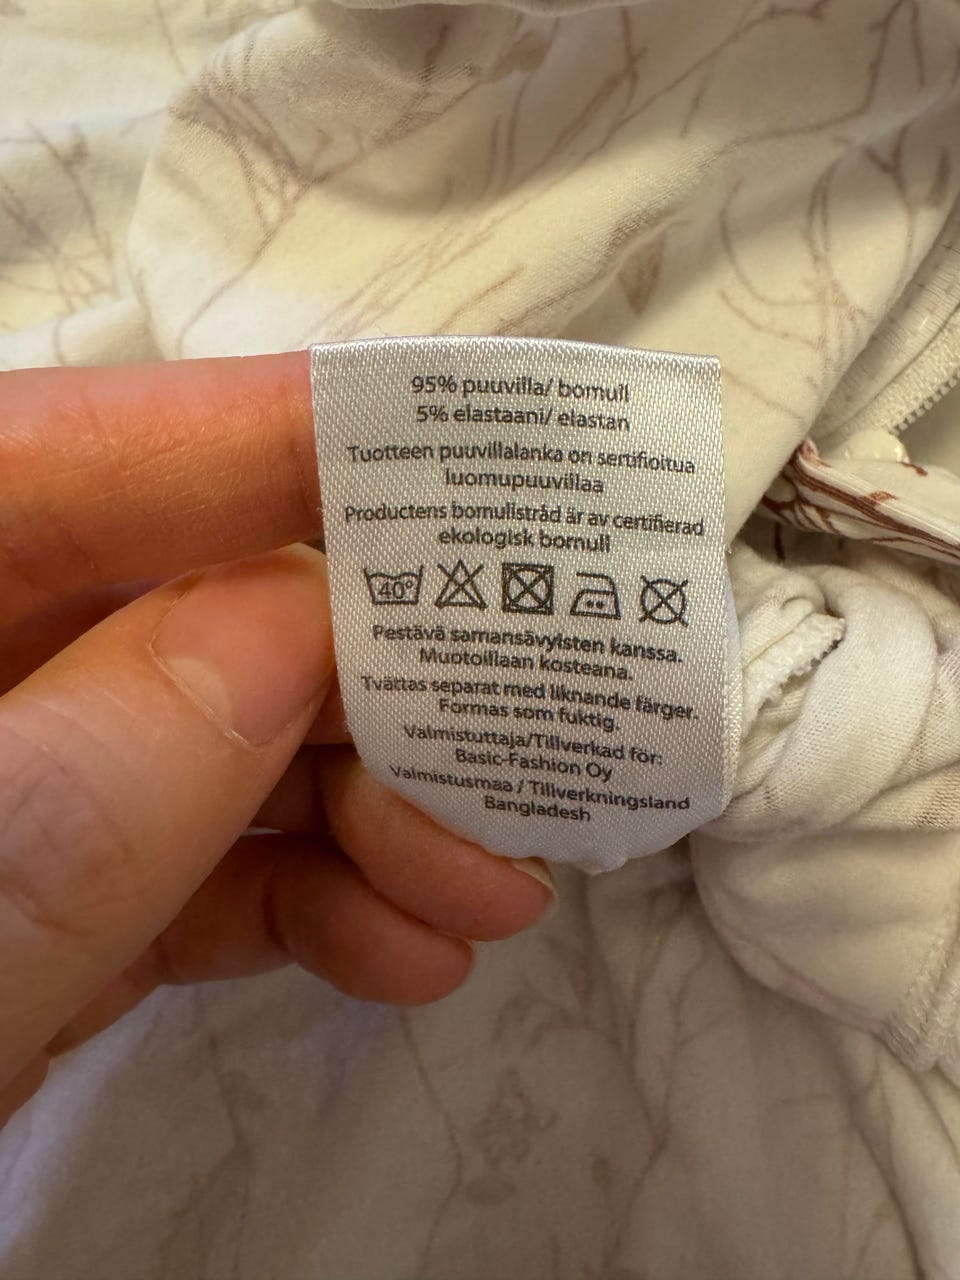 95% puuvilla/ bomull
5% elastaani/ elastan
Tuotteen puuvillalanka on sertifioitua
luomupuuvillaa
Productens bomullstråd är av certifierad
ekologisk bomull
40°
Pestävä samansävyisten kanssa.
Muotoillaan kosteana.
Tvättas separat med liknande färger.
Formas som fuktig.
Valmistuttaja/Tillverkad för:
Basic-Fashion Oy
Valmistusmaa / Tillverkningsland
Bangladesh